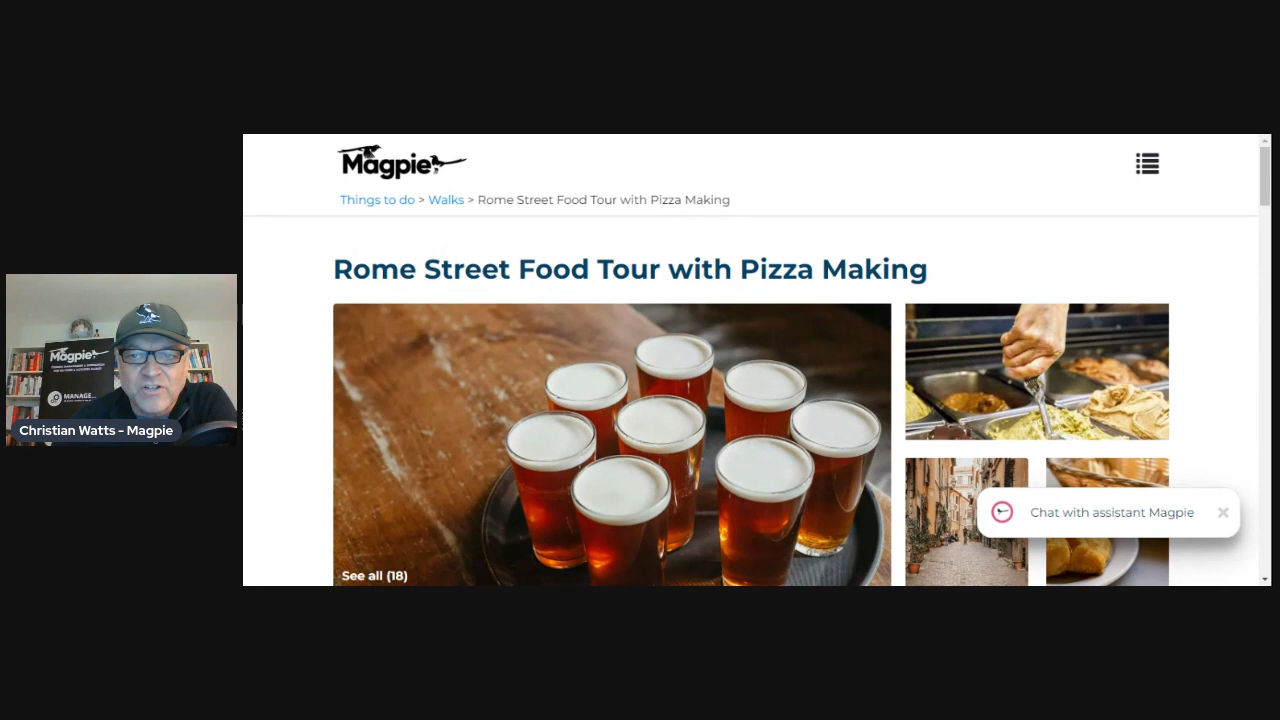 Magpie
Things to do > Walks > Rome Street Food Tour with Pizza Making
Rome Street Food Tour with Pizza Making
See all (18)
Chat with assistant Magpie
Magpie
MANAGE
Christian Watts - Magpie